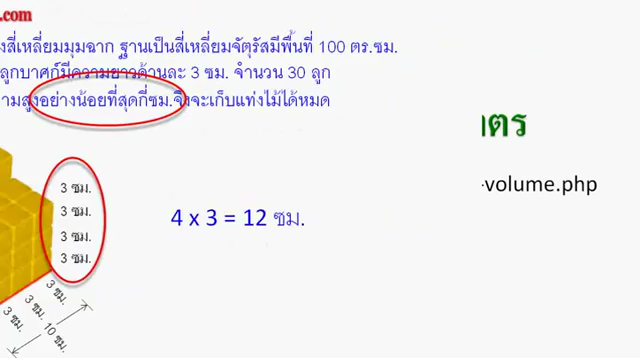 s.com
งสี่เหลี่ยมมุมฉาก ฐานเป็นสี่เหลี่ยมจัตุรัสมีพื้นที่ 100 ตร.ซม.
ลูกบาศก์มีความยาวด้านละ 3 ซม. จำนวน 30 ลูก
ามสูงอย่างน้อยที่สุดกี่ซม.จึงจะเก็บแท่งไม้ได้หมด
าตร
-volume.php
3 ซม.
3 ซม.
3 ซม.
3 ซม.
4 x 3 = 12 ซม.
3 ซม.
3 ซม.
3 ซม.
10 ซม.